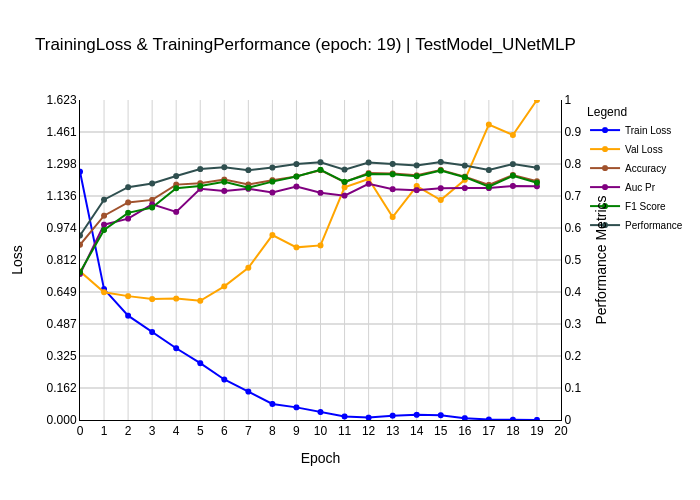 TrainingLoss & TrainingPerformance (epoch: 19) | TestModel_UNetMLP
Loss
1.623
1.461
1.298
1.136
0.974
0.812
0.649
0.487
0.325
0.162
0.000
0 1 2 3 4 5 6 7 8 9 10 11 12 13 14 15 16 17 18 19 20
Epoch
1
0.9
0.8
0.7
0.6
0.5
0.4
0.3
0.2
0.1
0
Performance Metrics
Legend
Train Loss
Val Loss
Accuracy
Auc Pr
F1 Score
Performance